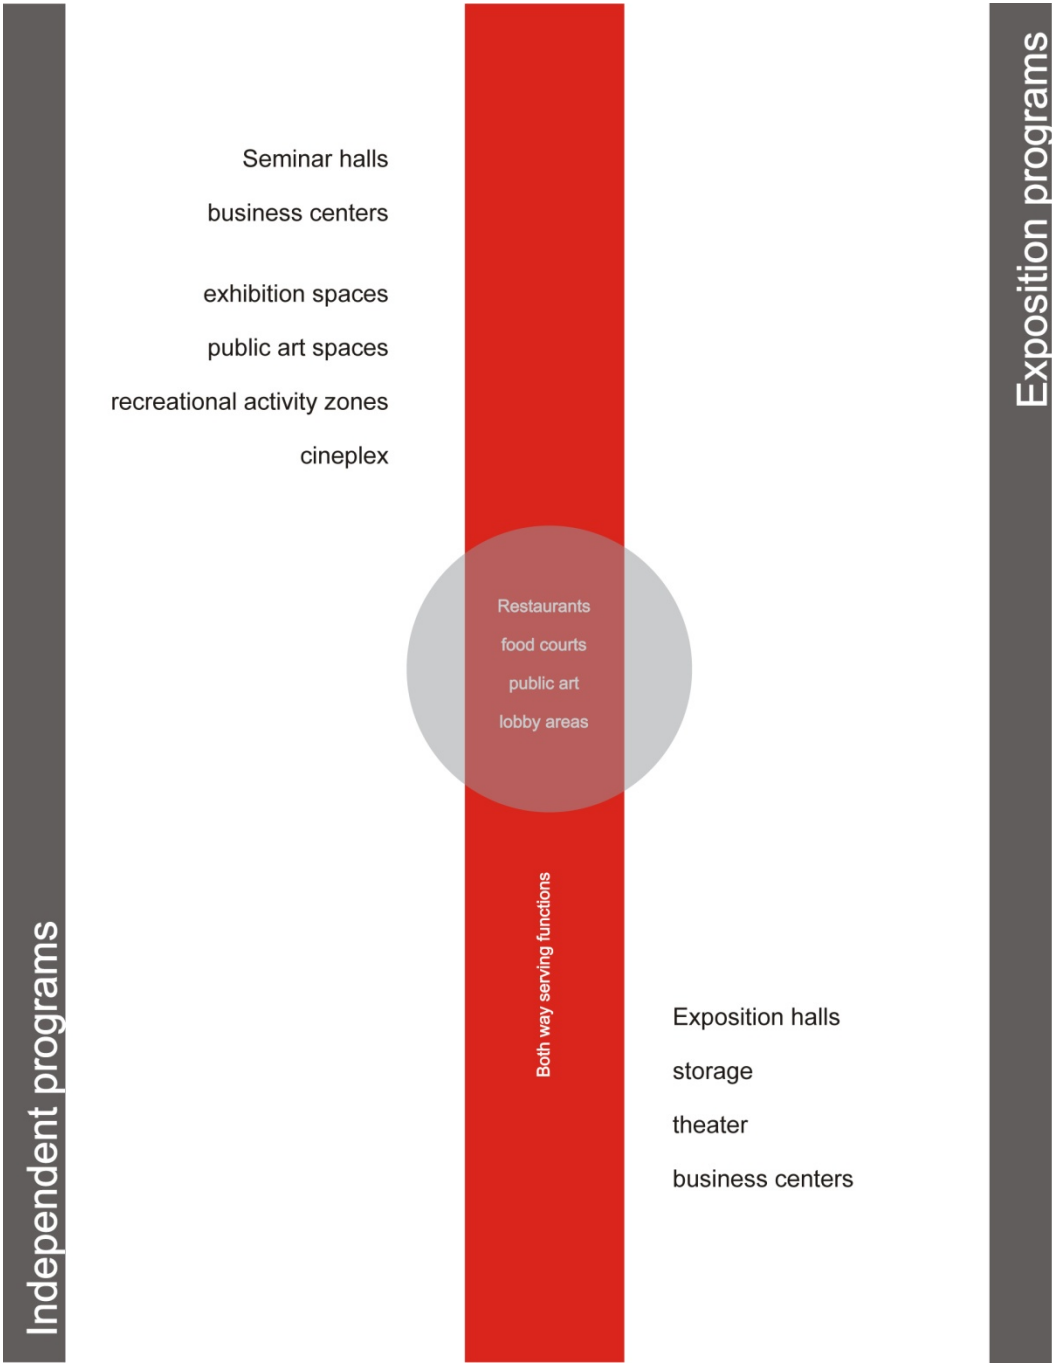 Independent programs
Seminar halls
business centers
exhibition spaces
public art spaces
recreational activity zones
cineplex
Restaurants
food courts
public art
lobby areas
Both way serving functions
Exposition programs
Exposition halls
storage
theater
business centers